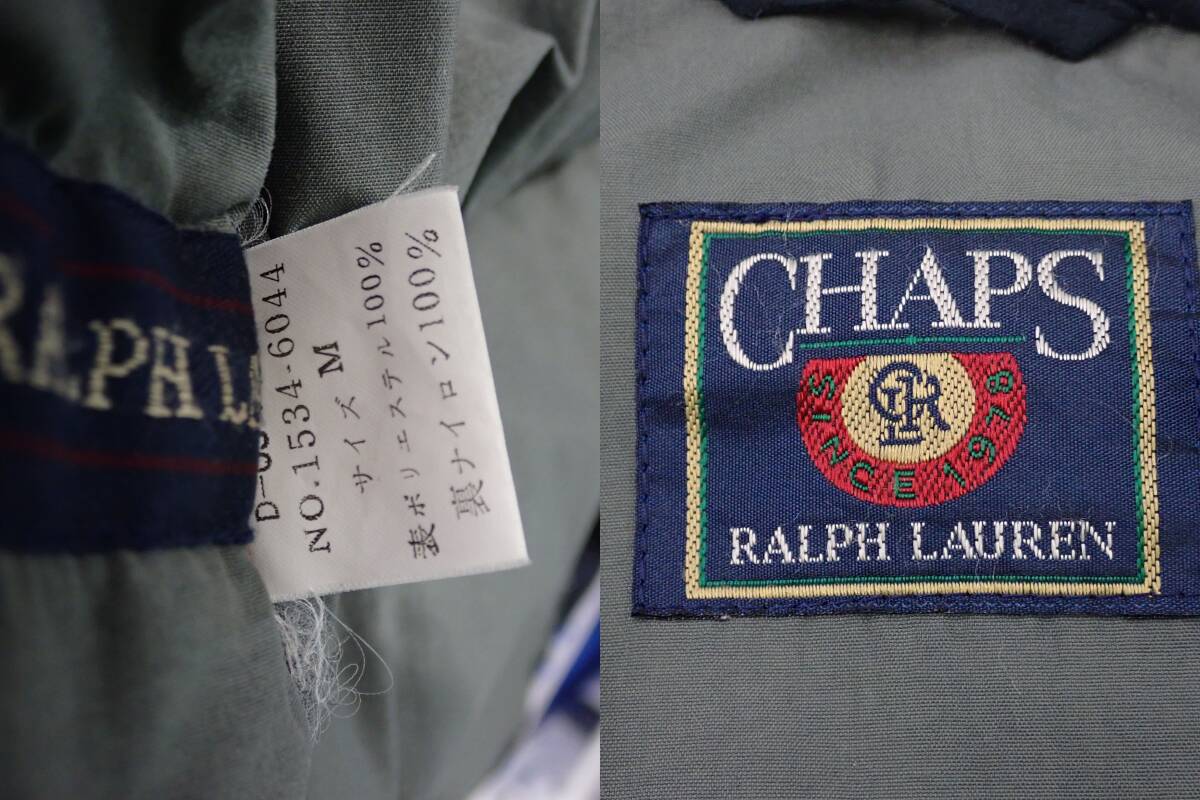 RALPH L
NO.1534-6044
サイズ M
表ポリエステル100%
裏ナイロン100%
CHAPS
CRL
SINCE 1978
RALPH LAUREN